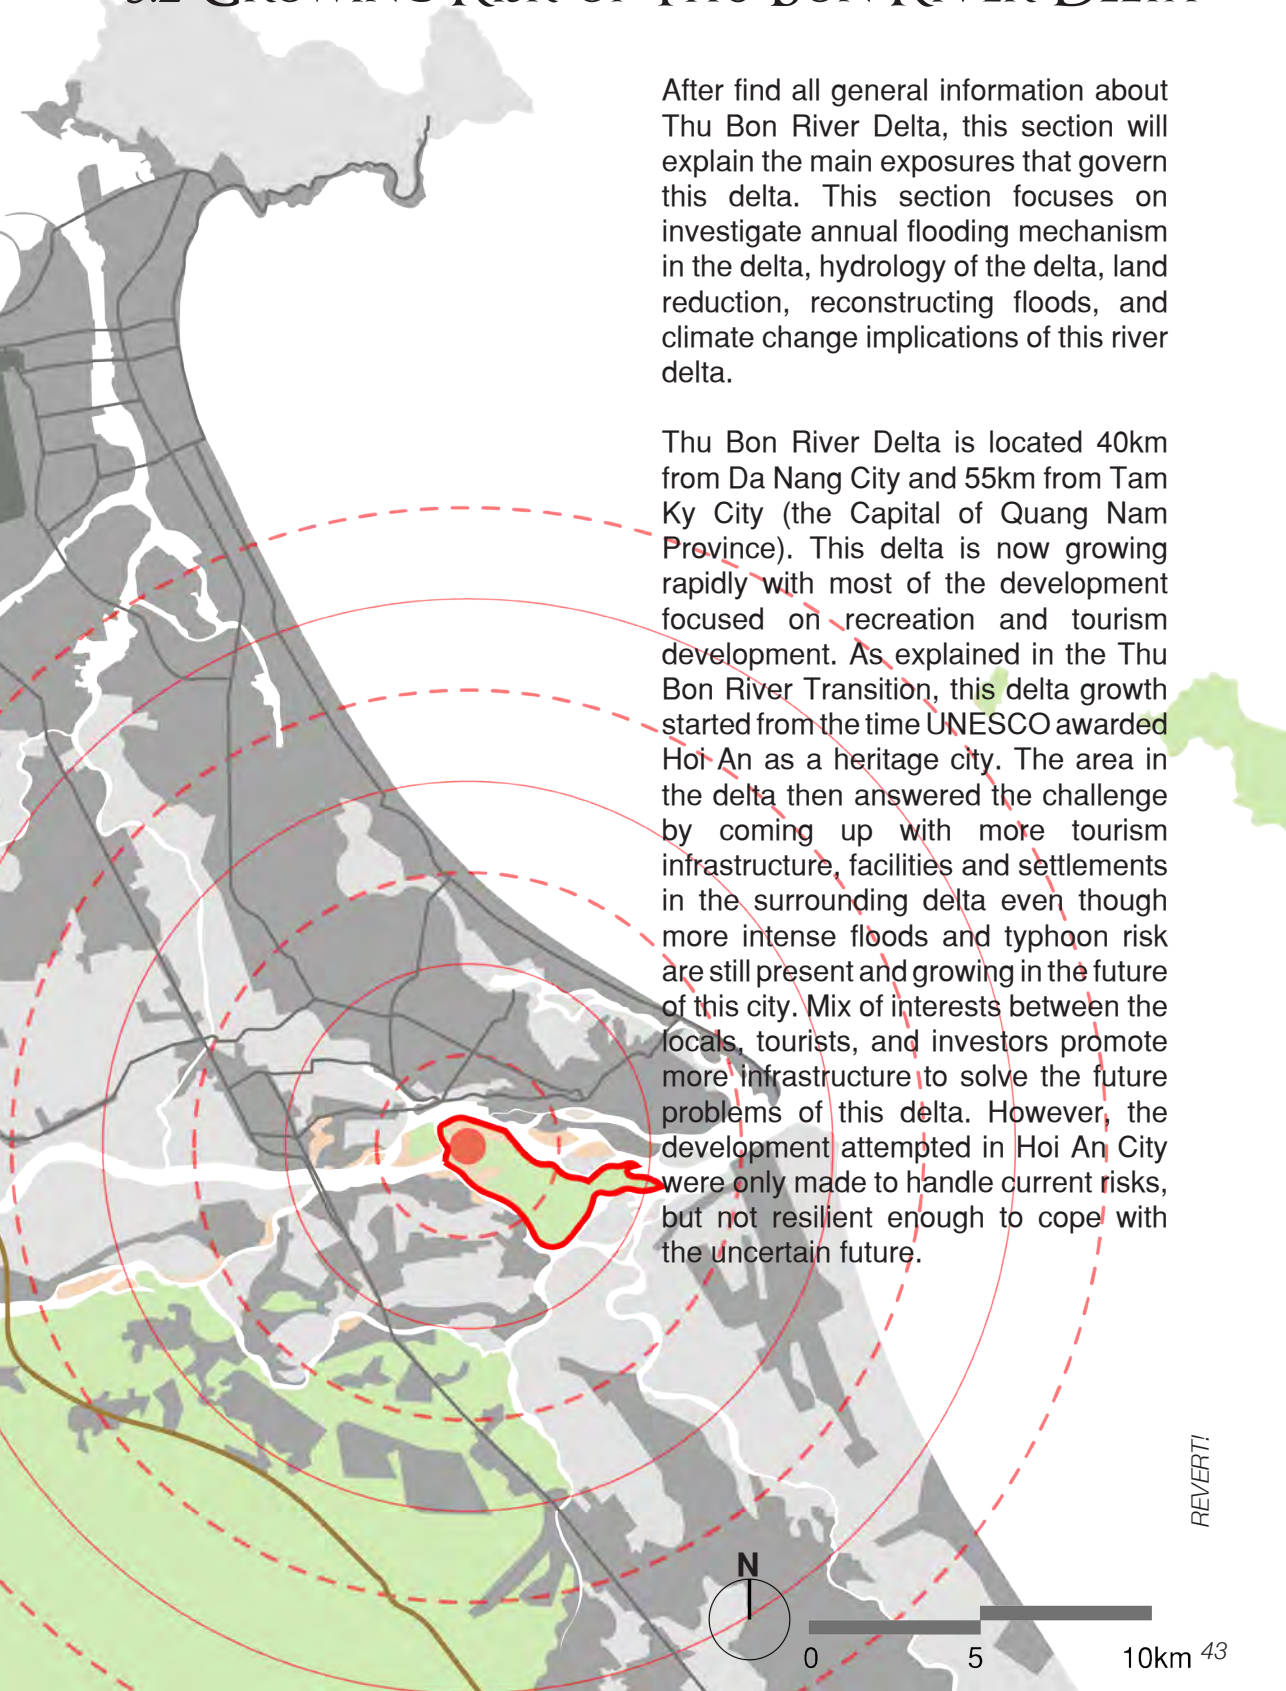 3.2 Growing Risk of Thu Bon River Delta
After find all general information about
Thu Bon River Delta, this section will
explain the main exposures that govern
this delta. This section focuses on
investigate annual flooding mechanism
in the delta, hydrology of the delta, land
reduction, reconstructing floods, and
climate change implications of this river
delta.
Thu Bon River Delta is located 40km
from Da Nang City and 55km from Tam
Ky City (the Capital of Quang Nam
Province). This delta is now growing
rapidly with most of the development
focused on recreation and tourism
development. As explained in the Thu
Bon River Transition, this delta growth
started from the time UNESCO awarded
Hoi An as a heritage city. The area in
the delta then answered the challenge
by coming up with more tourism
infrastructure, facilities and settlements
in the surrounding delta even though
more intense floods and typhoon risk
are still present and growing in the future
of this city. Mix of interests between the
locals, tourists, and investors promote
more infrastructure to solve the future
problems of this delta. However, the
development attempted in Hoi An City
were only made to handle current risks,
but not resilient enough to cope with
the uncertain future.
REVERT!
N
0 5 10km
43